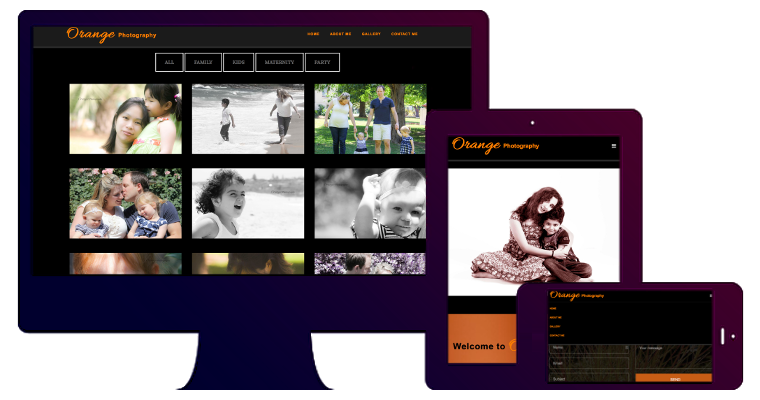 Orange Photography
HOME ABOUT ME GALLERY CONTACT ME
ALL FAMILY KIDS MATERNITY PARTY
Orange Photography
Welcome to
Orange Photography
HOME
ABOUT ME
GALLERY
CONTACT ME
Name
Your message
Email
Subject
SEND